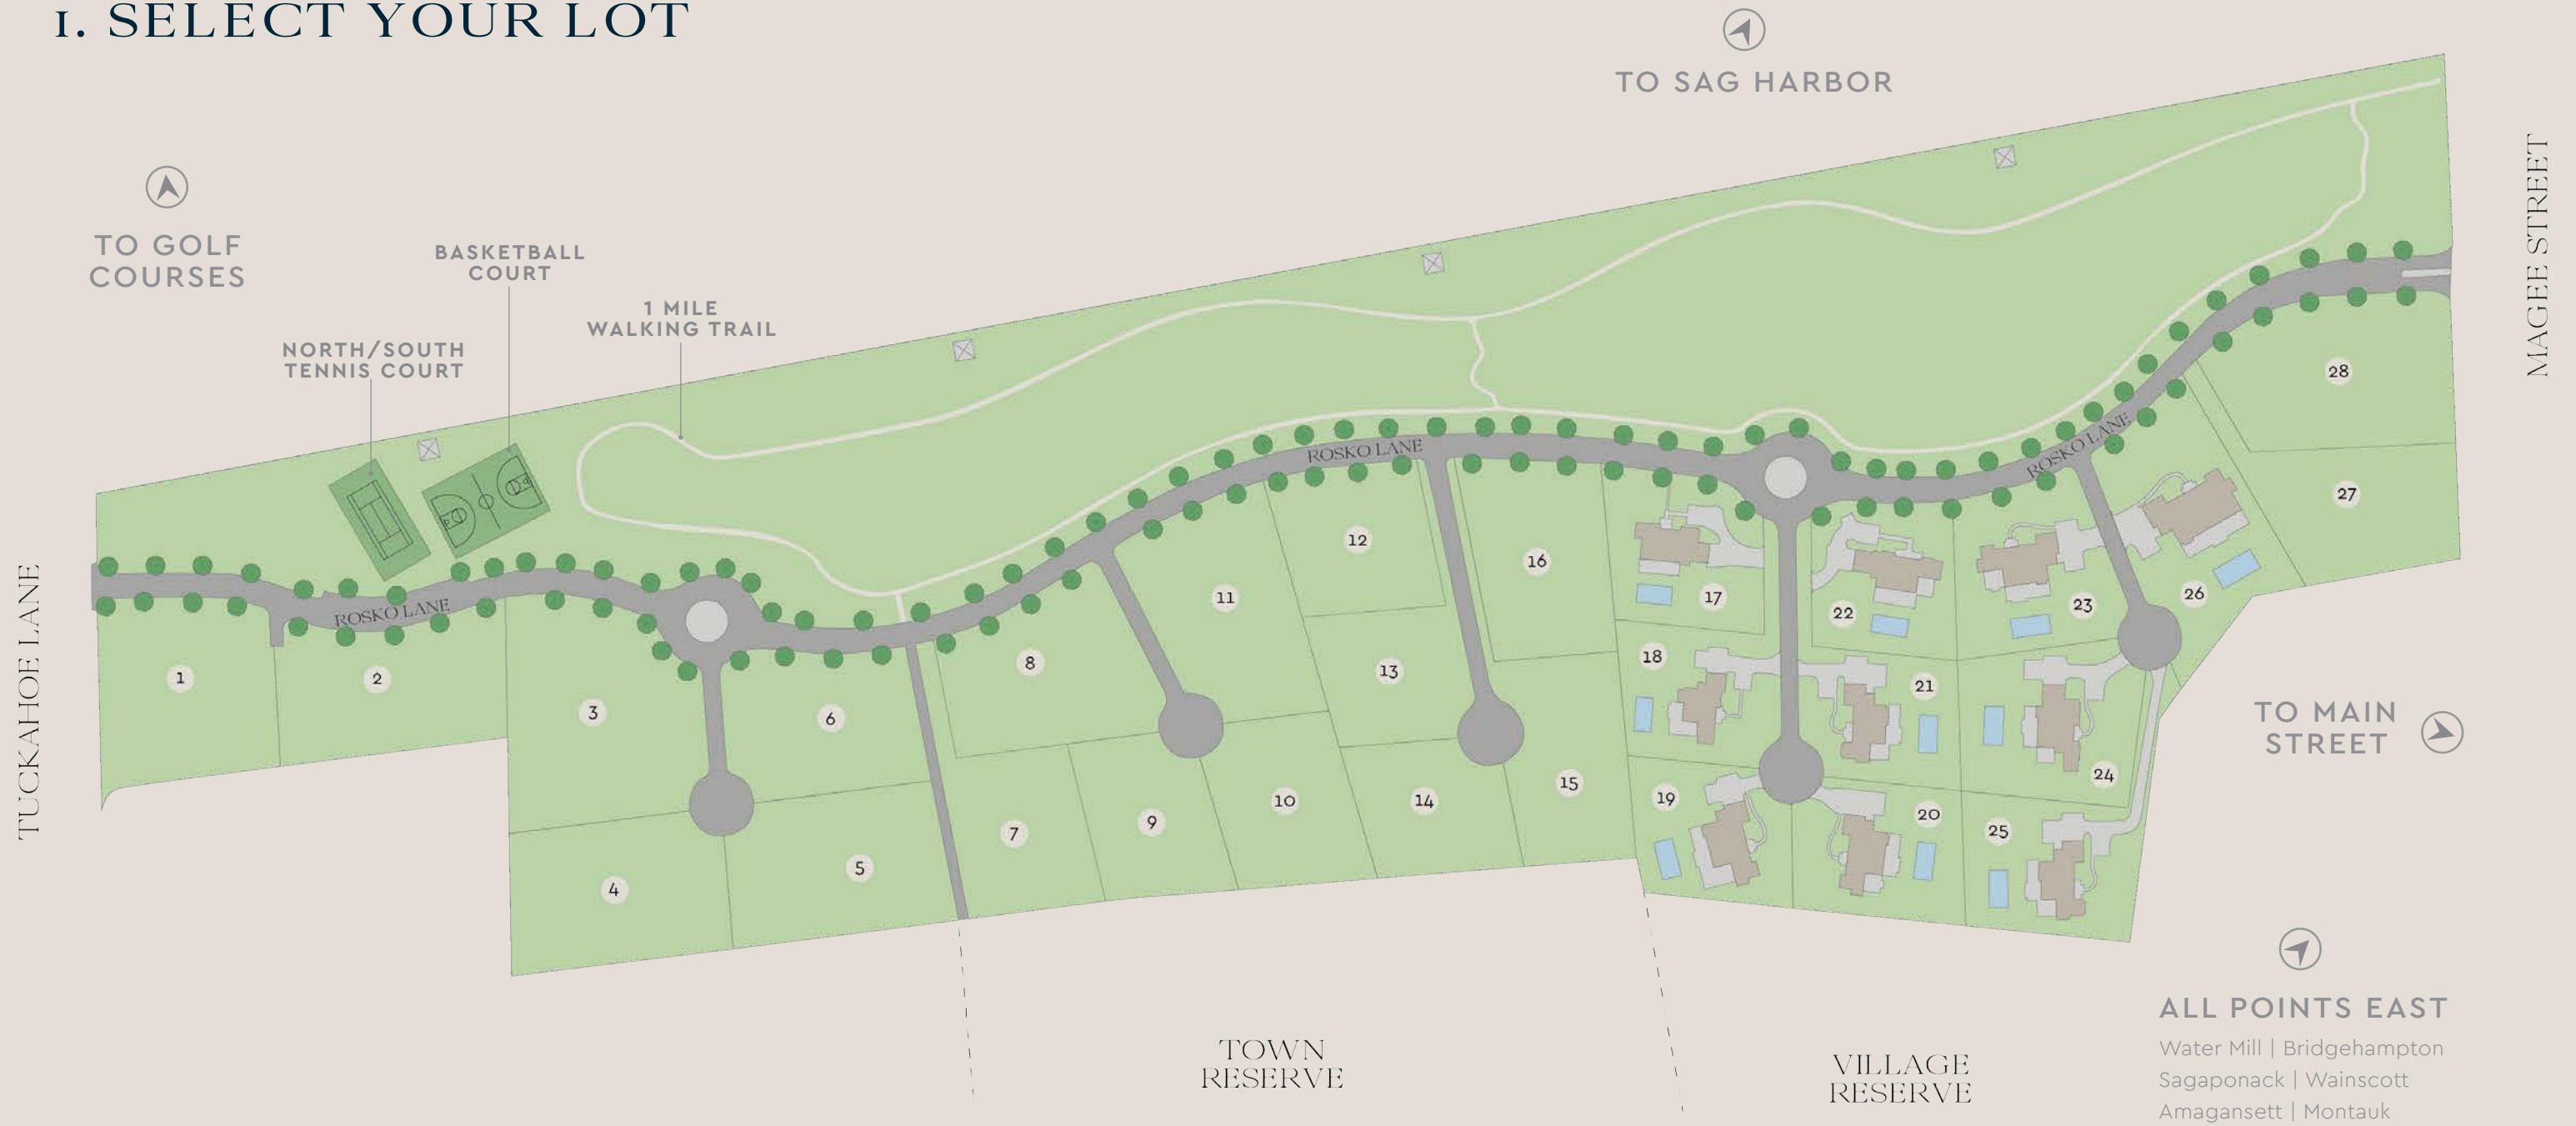 1. SELECT YOUR LOT
TO SAG HARBOR
TO GOLF
COURSES
BASKETBALL
COURT
1 MILE
WALKING TRAIL
NORTH/SOUTH
TENNIS COURT
MAGEE STREET
TUCKAHOE LANE
ROSKO LANE
ROSKO LANE
ROSKO LANE
1
2
3
4
5
6
7
8
9
10
11
12
13
14
15
16
17
18
19
20
21
22
23
24
25
26
27
28
TO MAIN
STREET
TOWN
RESERVE
VILLAGE
RESERVE
ALL POINTS EAST
Water Mill | Bridgehampton
Sagaponack | Wainscott
Amagansett | Montauk